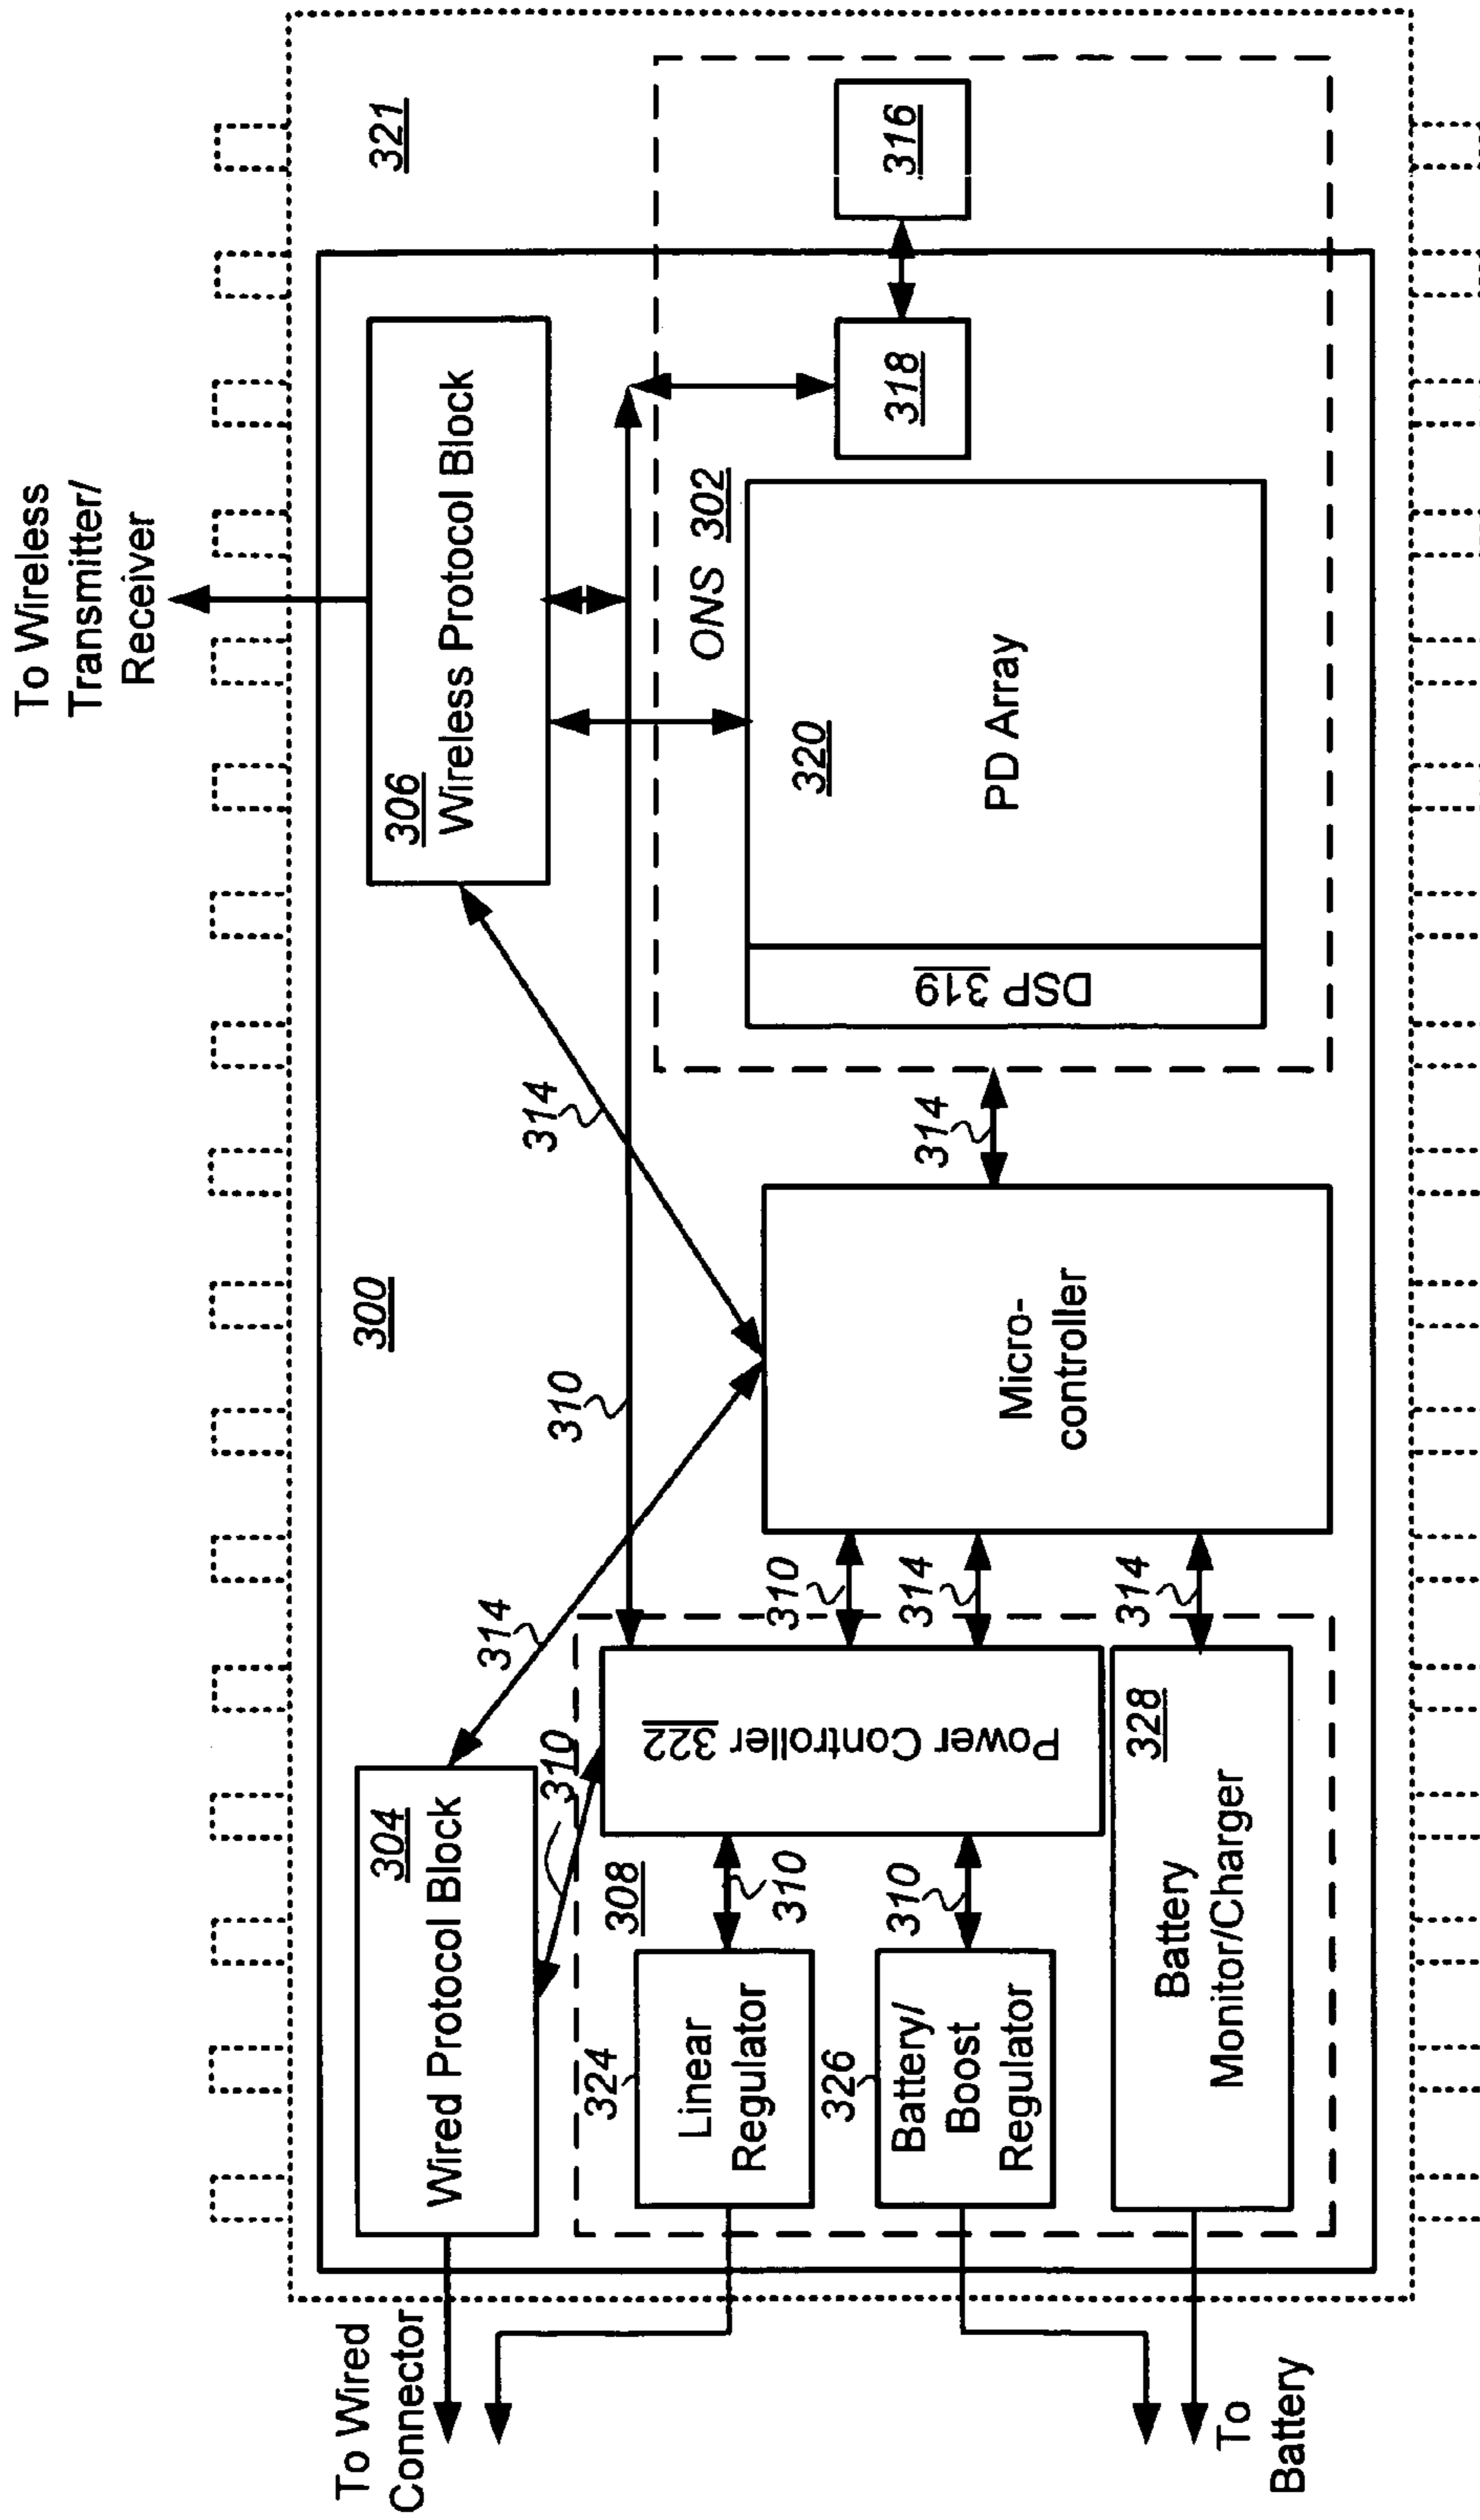 To Wireless
Transmitter/
Receiver
321
306
Wireless Protocol Block
316
318
ONS 302
320
PD Array
DSP 319
314
314
300
310
Micro-
controller
314
310
314
314
304
Wired Protocol Block
310
308
Power Controller 322
310
310
324
Linear
Regulator
326
Battery/
Boost
Regulator
328
Battery
Monitor/Charger
To Wired
Connector
To
Battery